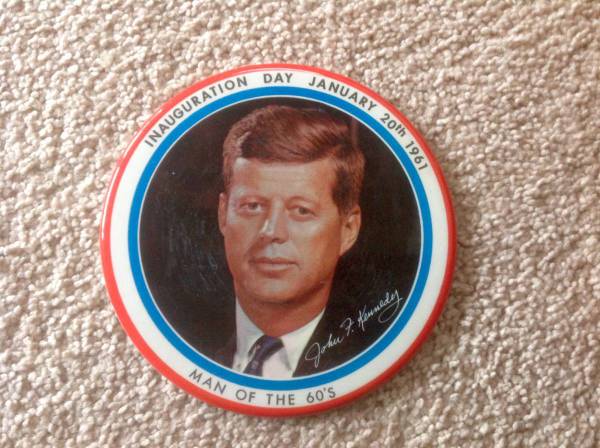 INAUGURATION DAY JANUARY 20th 1961
John F. Kennedy
MAN OF THE 60'S